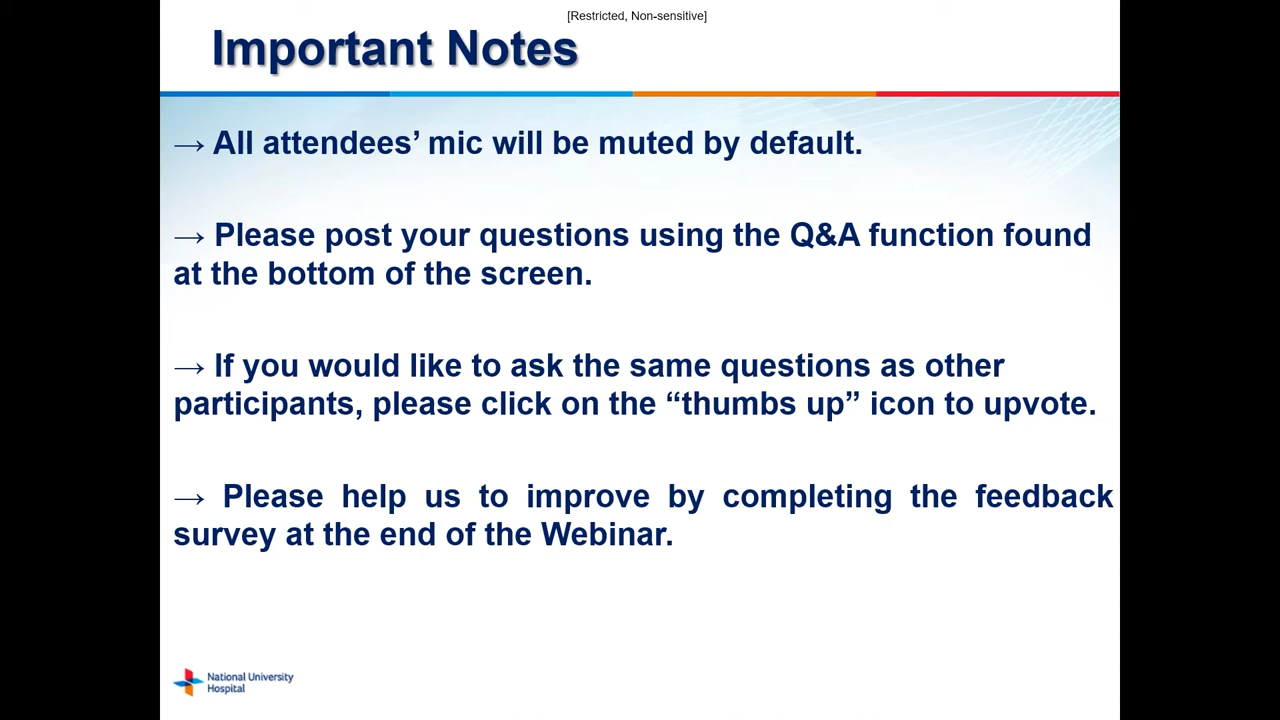 [Restricted, Non-sensitive]
Important Notes
→ All attendees’ mic will be muted by default.
→ Please post your questions using the Q&A function found
at the bottom of the screen.
→ If you would like to ask the same questions as other
participants, please click on the “thumbs up” icon to upvote.
→ Please help us to improve by completing the feedback
survey at the end of the Webinar.
National University
Hospital